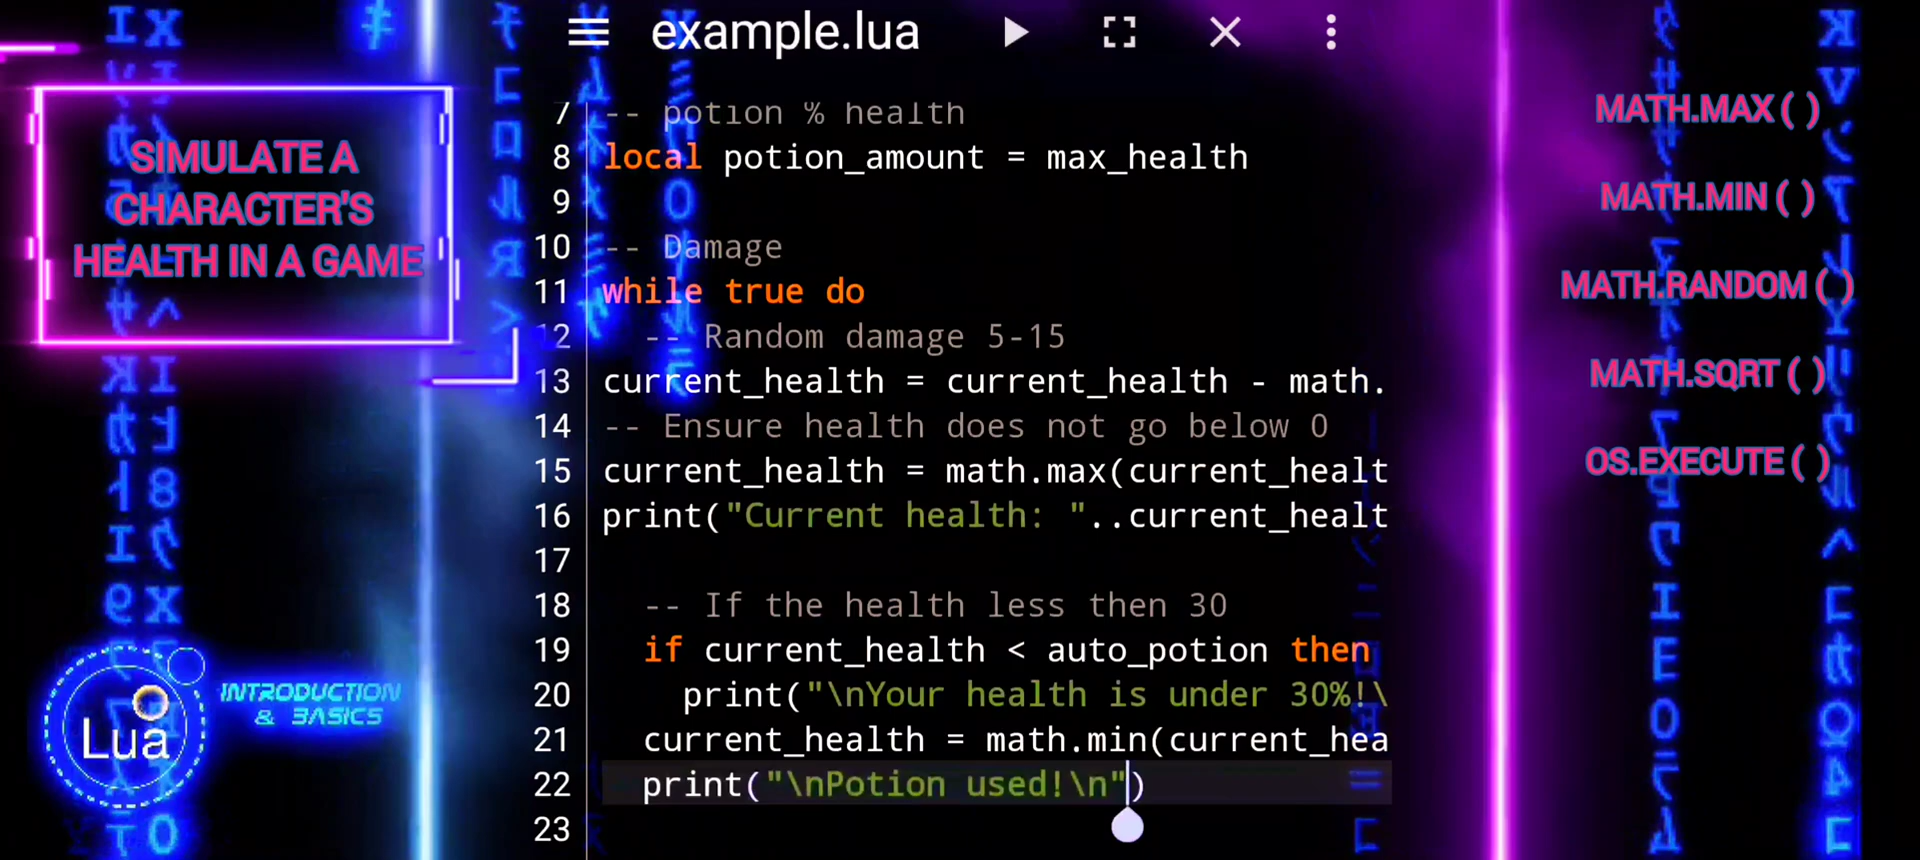 example.lua
SIMULATE A
CHARACTER'S
HEALTH IN A GAME
7 -- potion % health
8 local potion_amount = max_health
9
10 -- Damage
11 while true do
12 -- Random damage 5-15
13 current_health = current_health - math.
14 -- Ensure health does not go below 0
15 current_health = math.max(current_healt
16 print("Current health: "..current_healt
17
18 -- If the health less then 30
19 if current_health < auto_potion then
20 print("\nYour health is under 30%!\
21 current_health = math.min(current_hea
22 print("\nPotion used!\n")
23
MATH.MAX ( )
MATH.MIN ( )
MATH.RANDOM ( )
MATH.SQRT ( )
OS.EXECUTE ( )
Lua
INTRODUCTION
& BASICS